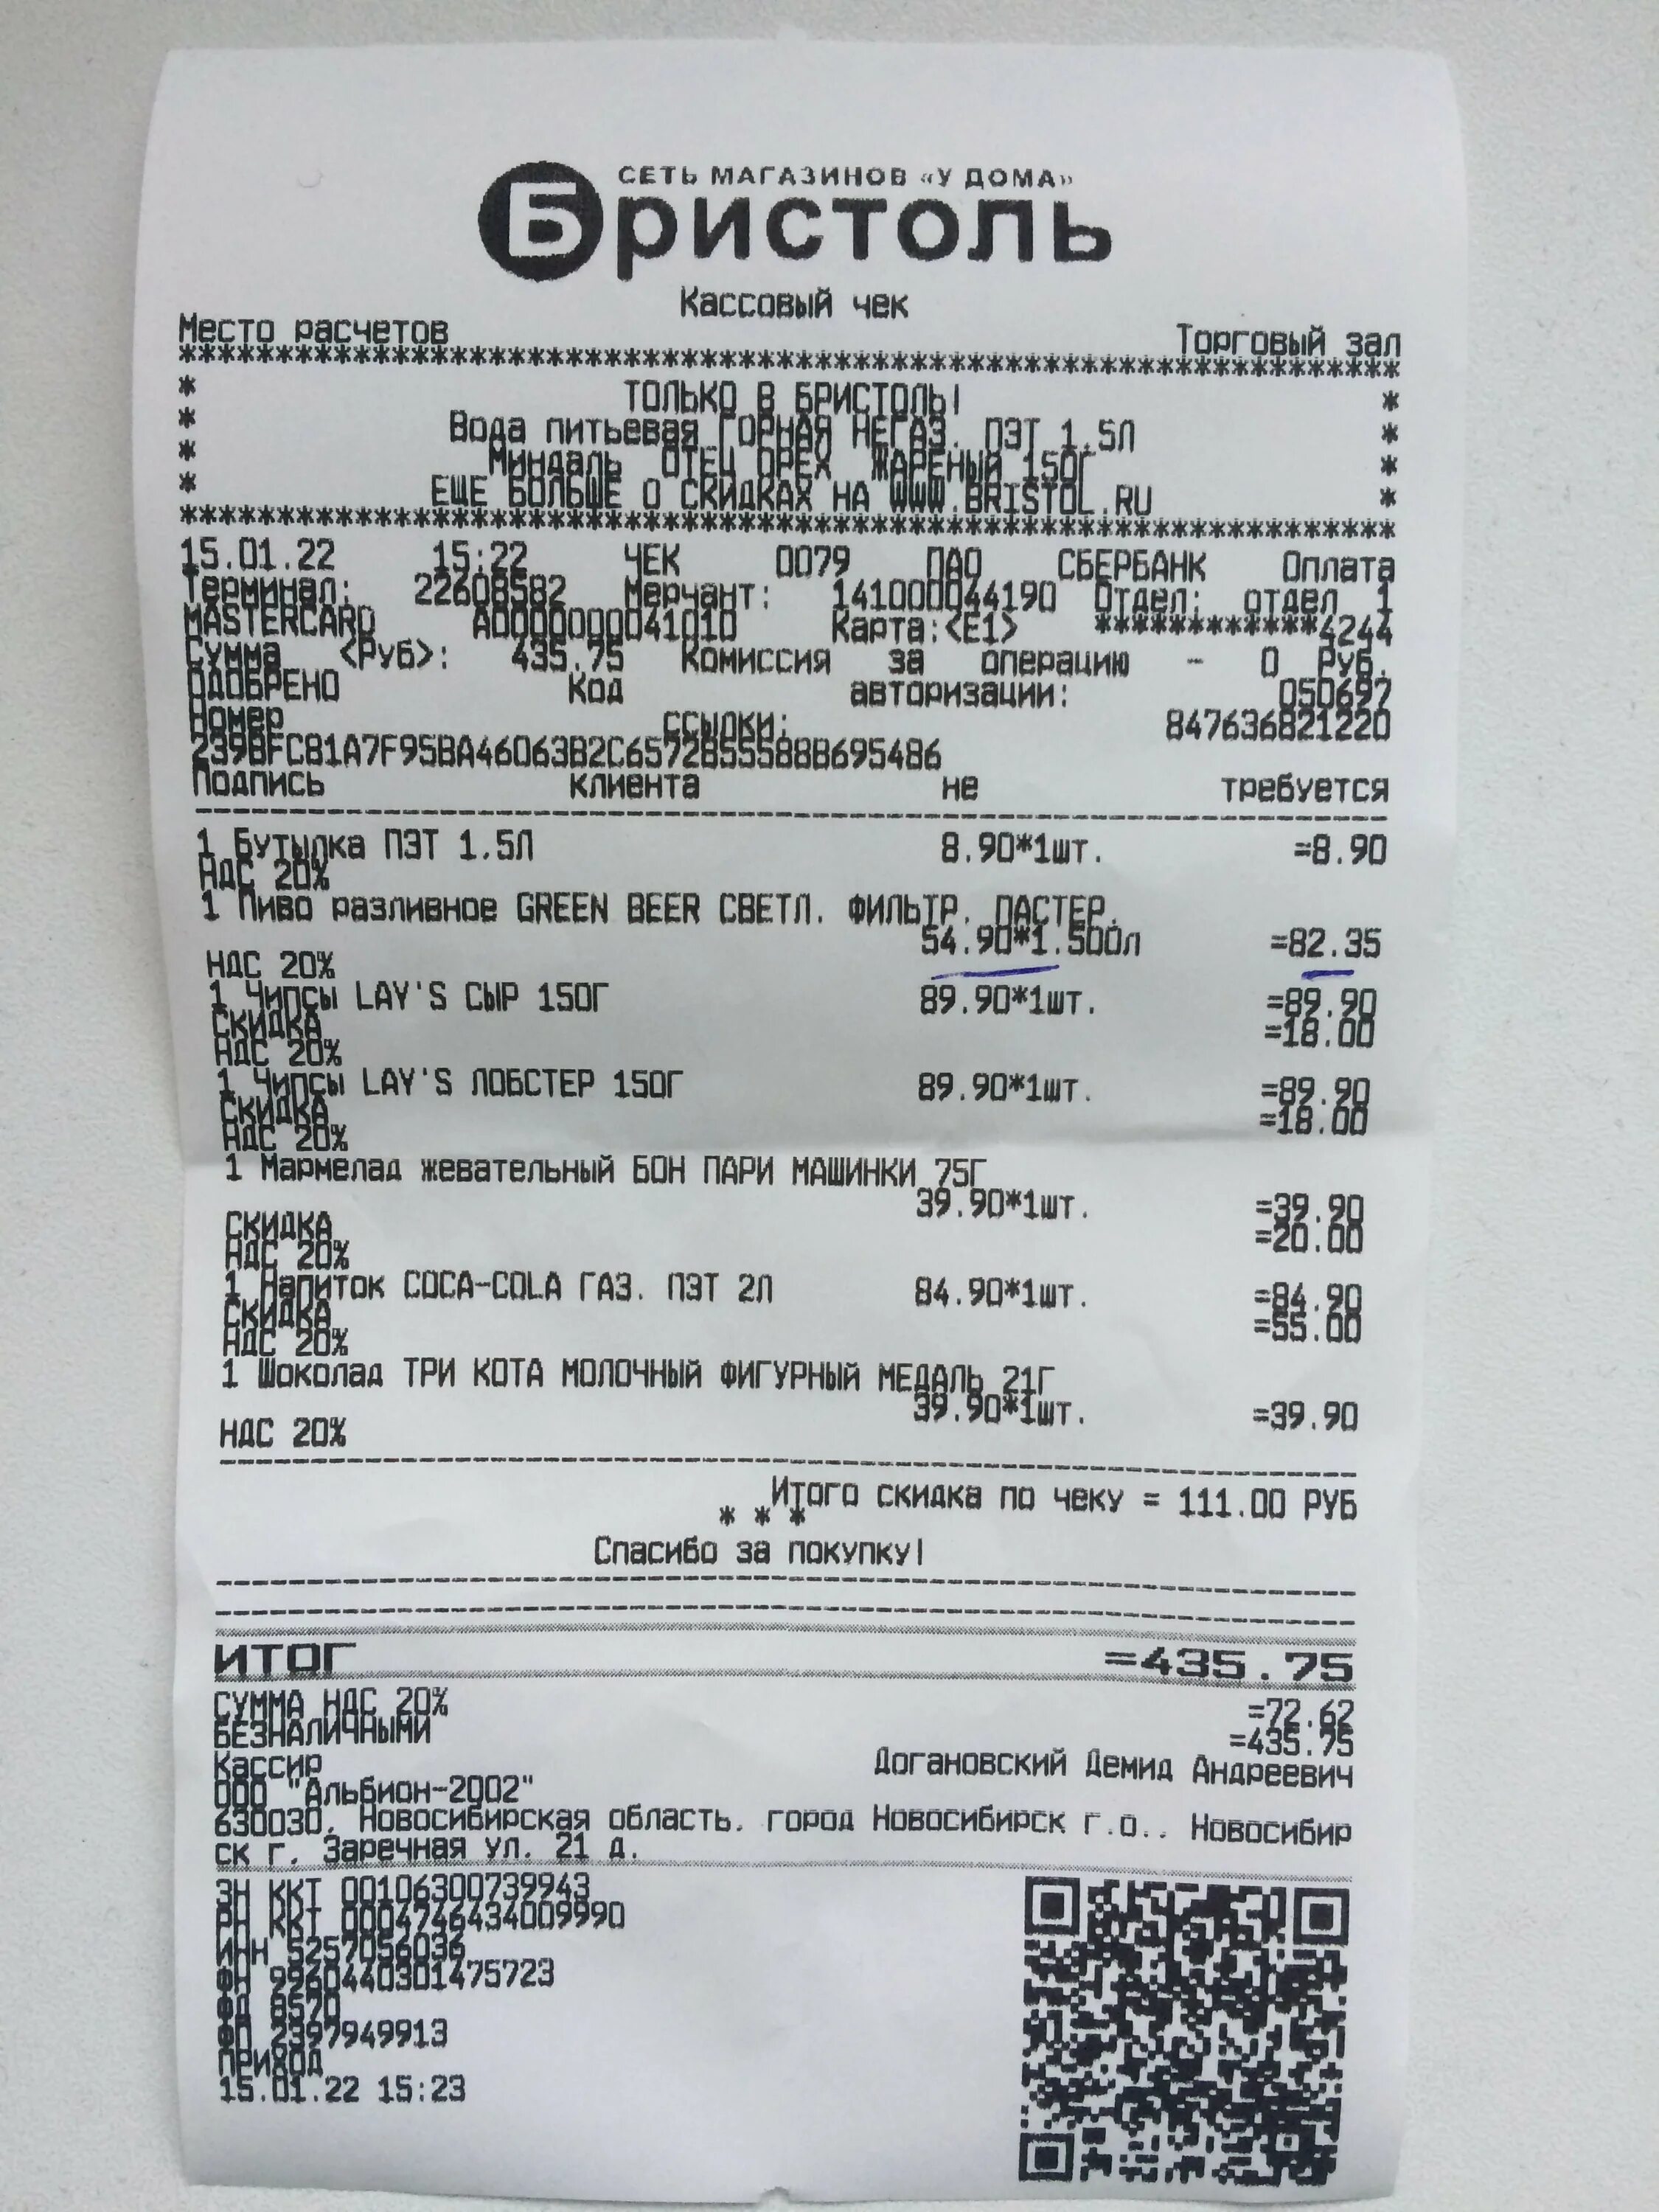 СЕТЬ МАГАЗИНОВ «У ДОМА»
Бристоль
Кассовый чек
Место расчетов Торговый зал
****************************************************************
* ТОЛЬКО В БРИСТОЛЬ! *
* Вода питьевая ГОРНАЯ НЕГАЗ. ПЭТ 1.5Л *
* Миндаль ОТЕЦ ОРЕХ ЖАРЕНЫЙ 150Г *
* ЕЩЕ БОЛЬШЕ О СКИДКАХ НА WWW.BRISTOL.RU *
****************************************************************
15.01.22 15:22 ЧЕК 0079 ПАО СБЕРБАНК Оплата
Терминал: 22608582 Мерчант: 141000044190 Отдел: отдел 1
MASTERCARD A0000000041010 Карта:<E1> ************4244
Сумма <Руб>: 435.75 Комиссия за операцию - 0 Руб.
ОДОБРЕНО Код авторизации: 050697
Номер ссылки: 847636821220
239BFC81A7F95BA46063B2C6572855588B695486
Подпись клиента не требуется
1 Бутылка ПЭТ 1.5Л 8.90*1шт. =8.90
НДС 20%
1 Пиво разливное GREEN BEER СВЕТЛ. ФИЛЬТР. ПАСТЕР.
54.90*1.500л =82.35
НДС 20%
1 Чипсы LAY'S СЫР 150Г 89.90*1шт. =89.90
СКИДКА =18.00
НДС 20%
1 Чипсы LAY'S ЛОБСТЕР 150Г 89.90*1шт. =89.90
СКИДКА =18.00
НДС 20%
1 Мармелад жевательный БОН ПАРИ МАШИНКИ 75Г
39.90*1шт. =39.90
СКИДКА =20.00
НДС 20%
1 Напиток COCA-COLA ГАЗ. ПЭТ 2Л 84.90*1шт. =84.90
СКИДКА =55.00
НДС 20%
1 Шоколад ТРИ КОТА МОЛОЧНЫЙ ФИГУРНЫЙ МЕДАЛЬ 21Г
39.90*1шт. =39.90
НДС 20%
Итого скидка по чеку = 111.00 РУБ
* * *
Спасибо за покупку!
ИТОГ =435.75
СУММА НДС 20% =72.62
БЕЗНАЛИЧНЫМИ =435.75
Кассир Догановский Демид Андреевич
ООО "Альбион-2002"
630030, Новосибирская область, город Новосибирск г.о., Новосибир
ск г, Заречная ул, 21 д.
ЗН ККТ 00106300739943
РН ККТ 0004746434009990
ИНН 5257056036
ФН 9960440301475723
ФД 8570
ФП 2397949913
ПРИХОД
15.01.22 15:23